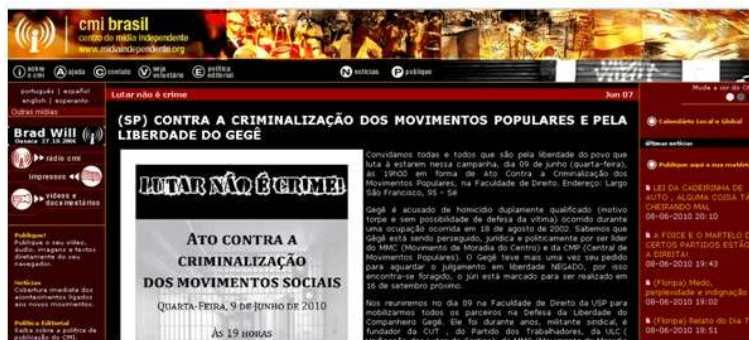 cmi brasil
centro de mídia independente
www.midiaindependente.org
sobre o cmi
ajuda
contato
seja voluntário
política editorial
notícias
publique
português | español
english | esperanto
Outras mídias
Brad Will
Oaxaca 27.10.2006
rádio cmi
Impressos
vídeos e documentários
Publique!
Publique o seu vídeo,
áudio, imagens e textos
diretamente do seu
navegador.
Notícias
Cobertura imediata dos
acontecimentos ligados
aos novos movimentos.
Política Editorial
Saiba sobre a política de
publicação do CMI.
Lutar não é crime
Jun 07
(SP) CONTRA A CRIMINALIZAÇÃO DOS MOVIMENTOS POPULARES E PELA
LIBERDADE DO GEGÊ
LUTAR NÃO É CRIME!
ATO CONTRA A
CRIMINALIZAÇÃO
DOS MOVIMENTOS SOCIAIS
QUARTA-FEIRA, 9 DE JUNHO DE 2010
ÀS 19 HORAS
Convidamos todas e todos que são pela liberdade do povo que
luta à estarem nessa campanha, dia 09 de junho (quarta-feira),
às 19h00 em forma de Ato Contra a Criminalização dos
Movimentos Populares, na Faculdade de Direito. Endereço: Largo
São Francisco, 95 - Sé
Gegê é acusado de homicídio duplamente qualificado (motivo
torpe e sem possibilidade de defesa da vítima) ocorrido durante
uma ocupação ocorrida em 18 de agosto de 2002. Sabemos que
Gêgê está sendo perseguido, jurídica e politicamente por ser líder
do MMC (Movimento de Moradia do Centro) e da CMP (Central de
Movimentos Populares). O Gegê teve mais uma vez seu pedido
para aguardar o julgamento em liberdade NEGADO, por isso
encontra-se foragido, o júri está marcado para ser realizado em
16 de setembro próximo.
Nos reuniremos no dia 09 na Faculdade de Direito da USP para
mobilizarmos todos os parceiros na Defesa da Liberdade do
Companheiro Gegê. Ele foi durante anos, militante sindical, é
fundador da CUT , do Partido dos Trabalhadores, da ULC (
Mude a cor do
Calendário Local e Global
últimas notícias
Publique aqui a sua matéria
LEI DA CADEIRINHA DE
AUTO , ALGUMA COISA TÁ
CHEIRANDO MAL
08-06-2010 20:10
A FOICE E O MARTELO D
CERTOS PARTIDOS ESTÃO
A DIREITA!
08-06-2010 19:43
(Floripa) Medo,
perplexidade e indignação
08-06-2010 19:02
(Floripa) Relato do Dia 7
08-06-2010 18:51